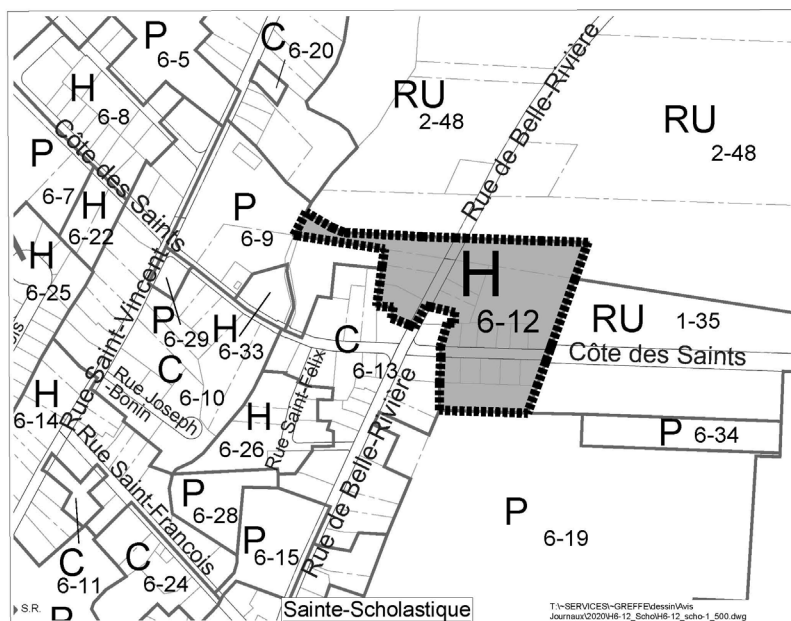 P
6-5
C
6-20
H
6-8
RU
2-48
RU
2-48
Rue de Belle-Rivière
Côte des Saints
P
6-7
H
6-22
P
6-9
H
6-25
H
6-12
P
6-29
H
6-33
C
6-13
RU 1-35
Côte des Saints
Rue Saint-Vincent
C
6-10
Rue Joseph
-Bonin
H
6-14
H
6-26
Rue Saint-Félix
P 6-34
Rue Saint-François
P
6-28
P
6-15
Rue de Belle-Rivière
P
6-19
C
6-11
C
6-24
S.R.
Sainte-Scholastique
T:\~SERVICES\~GREFFE\dessin\Avis
Journaux\2020\H6-12_Scho\H6-12_scho-1_500.dwg